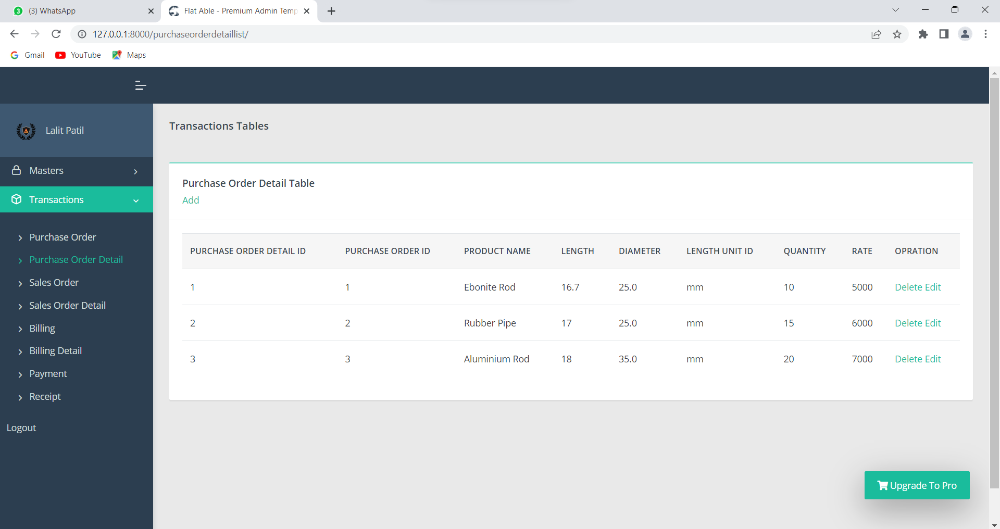 3 (3) WhatsApp
Flat Able - Premium Admin Temp
127.0.0.1:8000/purchaseorderdetaillist/
Gmail YouTube Maps
Lalit Patil
Masters
Transactions
Purchase Order
Purchase Order Detail
Sales Order
Sales Order Detail
Billing
Billing Detail
Payment
Receipt
Logout
Transactions Tables
Purchase Order Detail Table
Add
PURCHASE ORDER DETAIL ID PURCHASE ORDER ID PRODUCT NAME LENGTH DIAMETER LENGTH UNIT ID QUANTITY RATE OPRATION
1 1 Ebonite Rod 16.7 25.0 mm 10 5000 Delete Edit
2 2 Rubber Pipe 17 25.0 mm 15 6000 Delete Edit
3 3 Aluminium Rod 18 35.0 mm 20 7000 Delete Edit
Upgrade To Pro